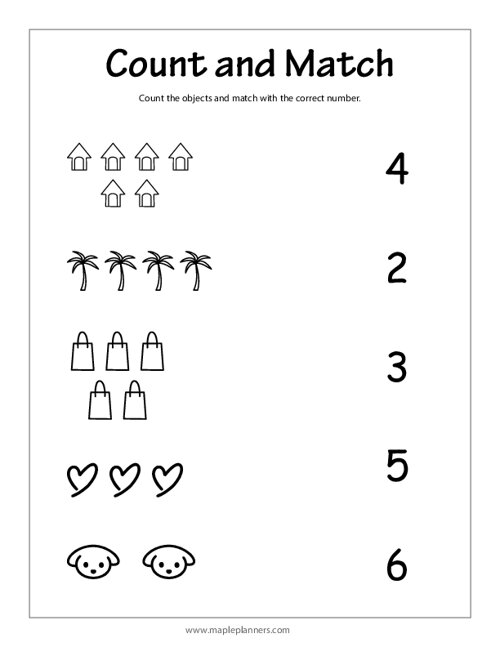 Count and Match
Count the objects and match with the correct number.
4
2
3
5
6
www.mapleplanners.com